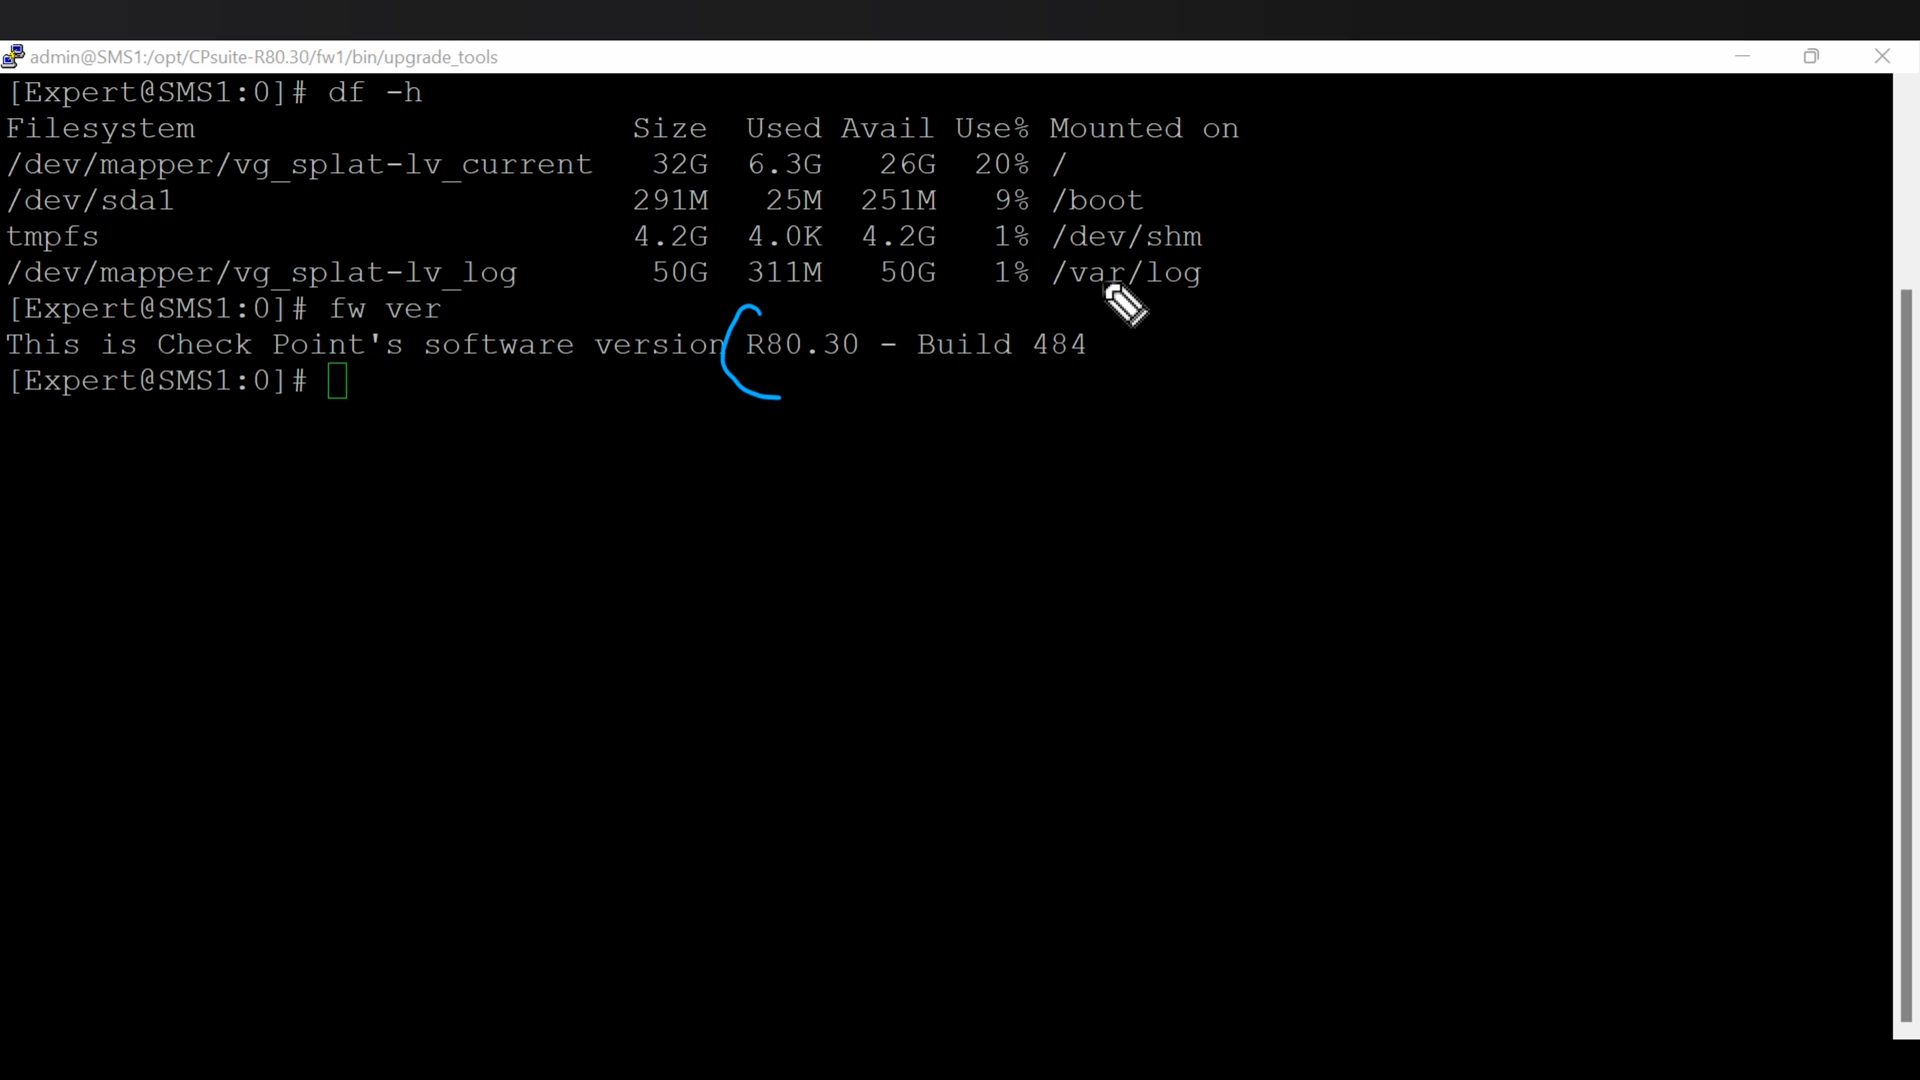 admin@SMS1:/opt/CPsuite-R80.30/fw1/bin/upgrade_tools
[Expert@SMS1:0]# df -h
Filesystem                       Size  Used Avail Use% Mounted on
/dev/mapper/vg_splat-lv_current   32G  6.3G   26G  20% /
/dev/sda1                        291M   25M  251M   9% /boot
tmpfs                            4.2G  4.0K  4.2G   1% /dev/shm
/dev/mapper/vg_splat-lv_log       50G  311M   50G   1% /var/log
[Expert@SMS1:0]# fw ver
This is Check Point's software version R80.30 - Build 484
[Expert@SMS1:0]#